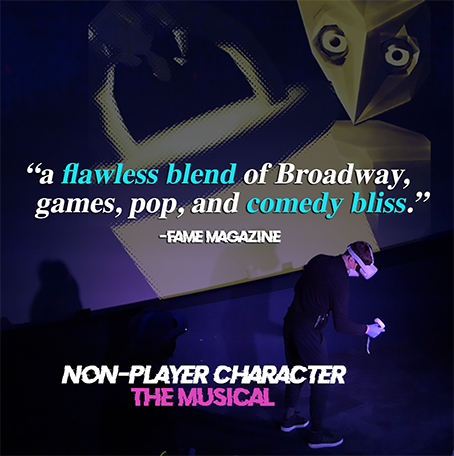 “a flawless blend of Broadway,
games, pop, and comedy bliss.”
-FAME MAGAZINE
NON-PLAYER CHARACTER
THE MUSICAL